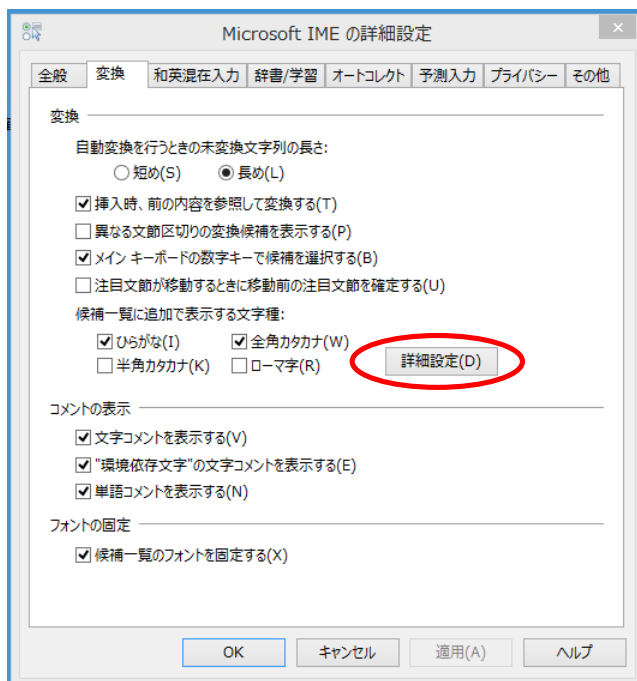 Microsoft IME の詳細設定
全般 変換 和英混在入力 辞書/学習 オートコレクト 予測入力 プライバシー その他
変換
自動変換を行うときの未変換文字列の長さ:
短め(S) 長め(L)
挿入時、前の内容を参照して変換する(T)
異なる文節区切りの変換候補を表示する(P)
メイン キーボードの数字キーで候補を選択する(B)
注目文節が移動するときに移動前の注目文節を確定する(U)
候補一覧に追加で表示する文字種:
ひらがな(I) 全角カタカナ(W)
半角カタカナ(K) ローマ字(R) 詳細設定(D)
コメントの表示
文字コメントを表示する(V)
"環境依存文字"の文字コメントを表示する(E)
単語コメントを表示する(N)
フォントの固定
候補一覧のフォントを固定する(X)
OK キャンセル 適用(A) ヘルプ